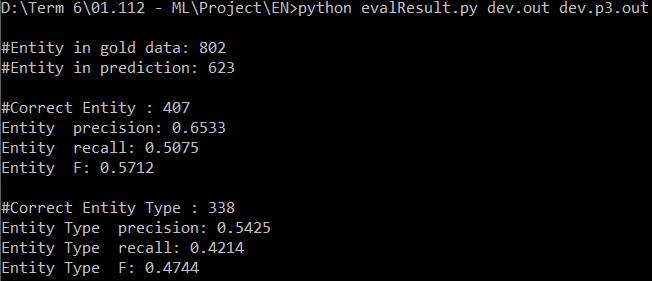 D:\Term 6\01.112 - ML\Project\EN>python evalResult.py dev.out dev.p3.out
#Entity in gold data: 802
#Entity in prediction: 623
#Correct Entity : 407
Entity  precision: 0.6533
Entity  recall: 0.5075
Entity  F: 0.5712
#Correct Entity Type : 338
Entity Type  precision: 0.5425
Entity Type  recall: 0.4214
Entity Type  F: 0.4744